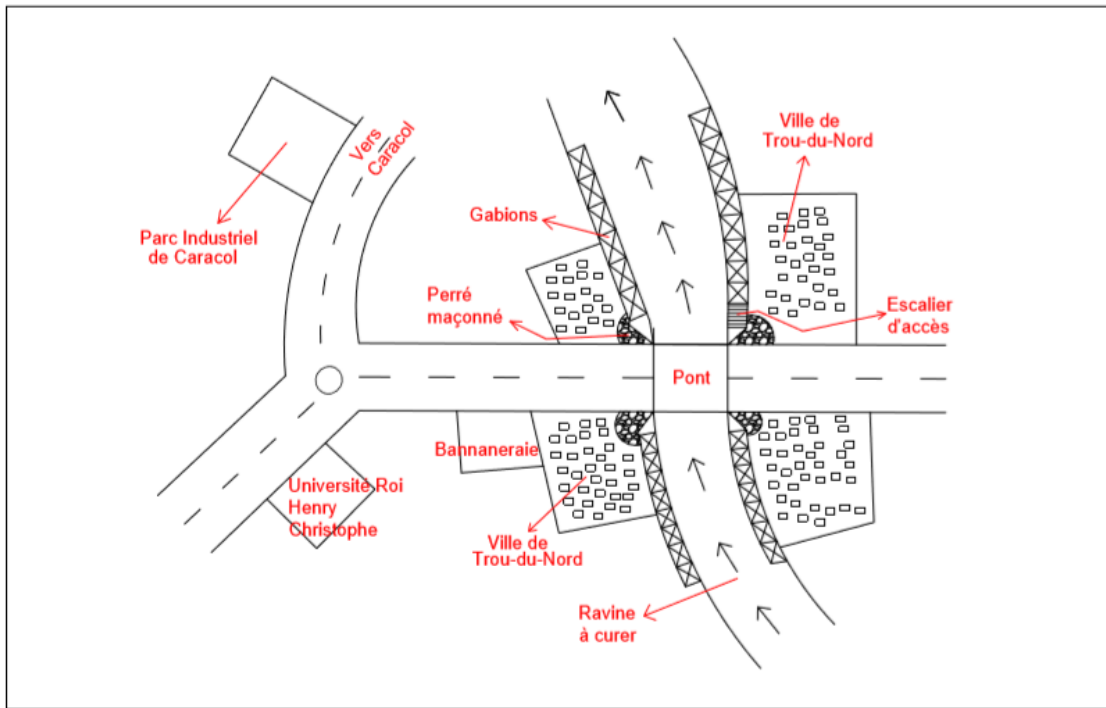 Vers
Caracol
Parc Industriel
de Caracol
Ville de
Trou-du-Nord
Gabions
Perré
maçonné
Escalier
d'accès
Pont
Bannaneraie
Université Roi
Henry
Christophe
Ville de
Trou-du-Nord
Ravine
à curer